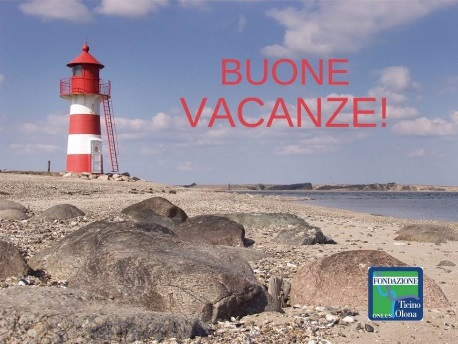 BUONE
VACANZE!
FONDAZIONE
Ticino
Olona
ONLUS